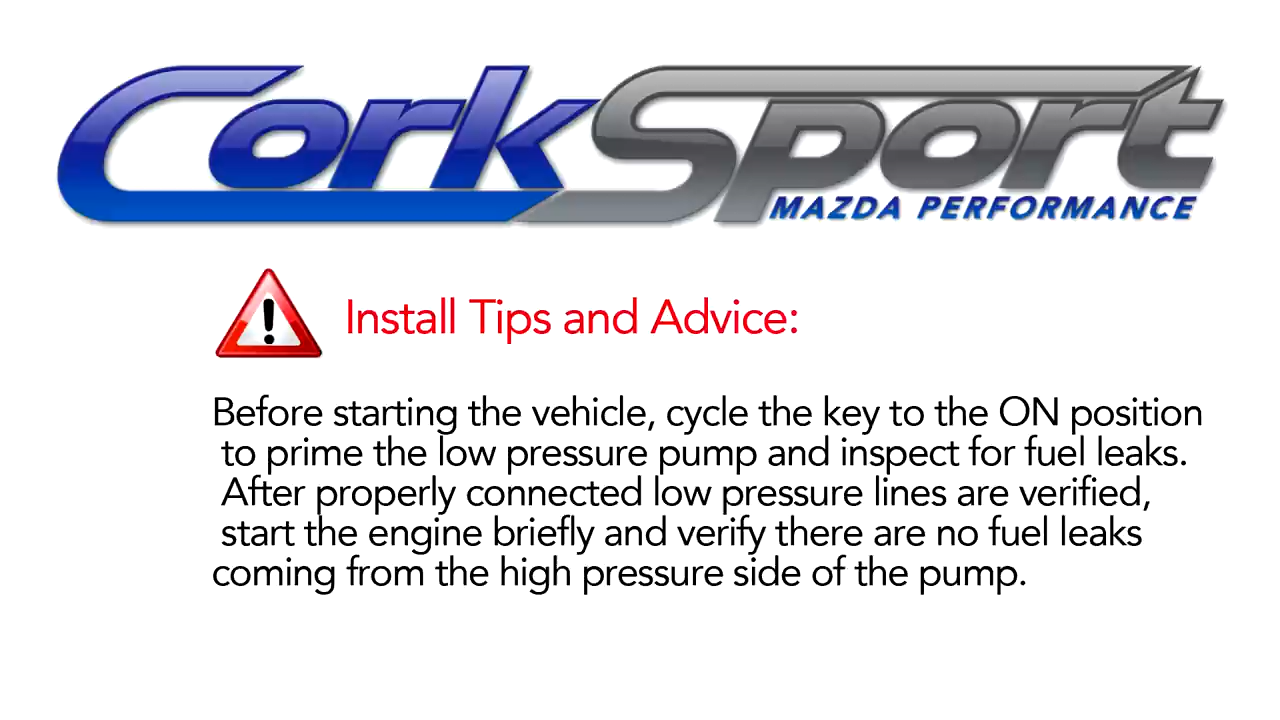 CorkSport
MAZDA PERFORMANCE
Install Tips and Advice:
Before starting the vehicle, cycle the key to the ON position
to prime the low pressure pump and inspect for fuel leaks.
After properly connected low pressure lines are verified,
start the engine briefly and verify there are no fuel leaks
coming from the high pressure side of the pump.